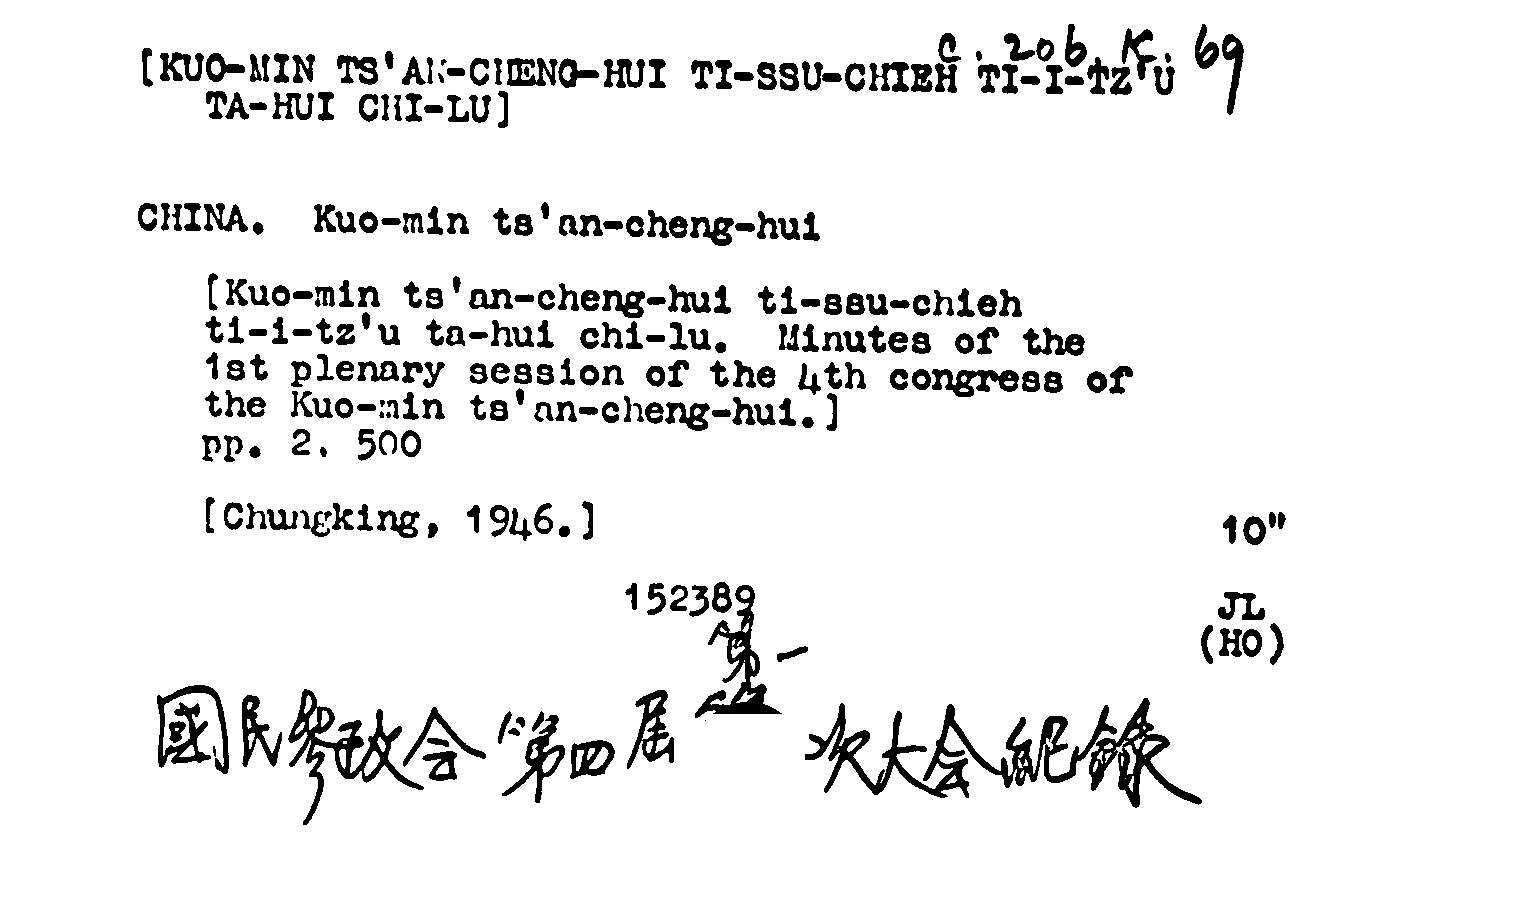 C. 206. K. 69
[KUO-MIN TS'AN-CHENG-HUI TI-SSU-CHIEH TI-I-TZ'U
TA-HUI CHI-LU]
CHINA. Kuo-min ts'an-cheng-hui
[Kuo-min ts'an-cheng-hui ti-ssu-chieh
ti-i-tz'u ta-hui chi-lu. Minutes of the
1st plenary session of the 4th congress of
the Kuo-min ts'an-cheng-hui.]
pp. 2. 500
[Chungking, 1946.]
10"
152389
JL
(HO)
第一
國民參政会第四屆次大会紀錄